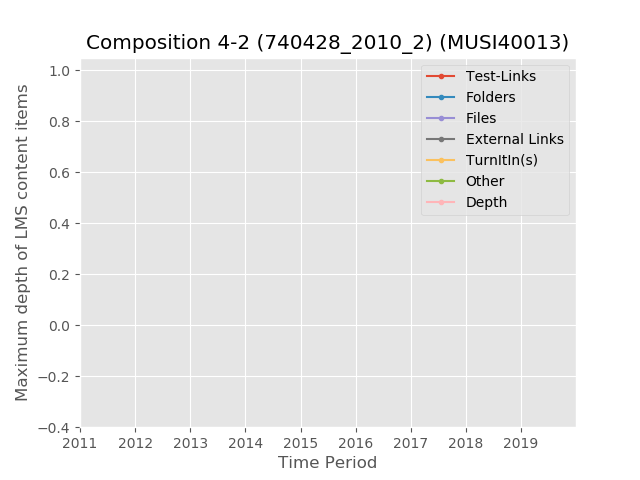 Composition 4-2 (740428_2010_2) (MUSI40013)
Maximum depth of LMS content items
1.0
0.8
0.6
0.4
0.2
0.0
−0.2
−0.4
Test-Links
Folders
Files
External Links
TurnItIn(s)
Other
Depth
2011 2012 2013 2014 2015 2016 2017 2018 2019
Time Period